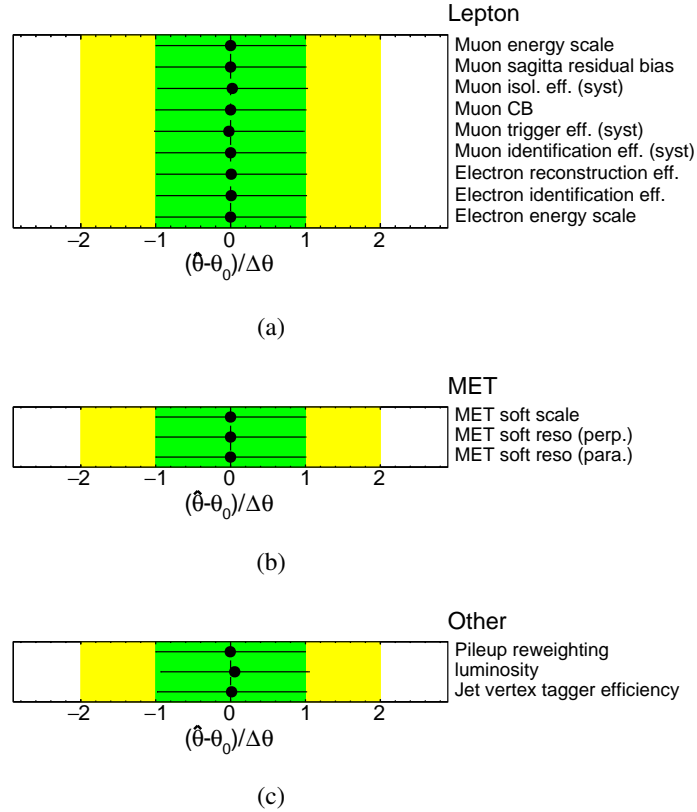 Lepton
Muon energy scale
Muon sagitta residual bias
Muon isol. eff. (syst)
Muon CB
Muon trigger eff. (syst)
Muon identification eff. (syst)
Electron reconstruction eff.
Electron identification eff.
Electron energy scale
−2 −1 0 1 2
(θ̂-θ₀)/Δθ
(a)
MET
MET soft scale
MET soft reso (perp.)
MET soft reso (para.)
−2 −1 0 1 2
(θ̂-θ₀)/Δθ
(b)
Other
Pileup reweighting
luminosity
Jet vertex tagger efficiency
−2 −1 0 1 2
(θ̂-θ₀)/Δθ
(c)